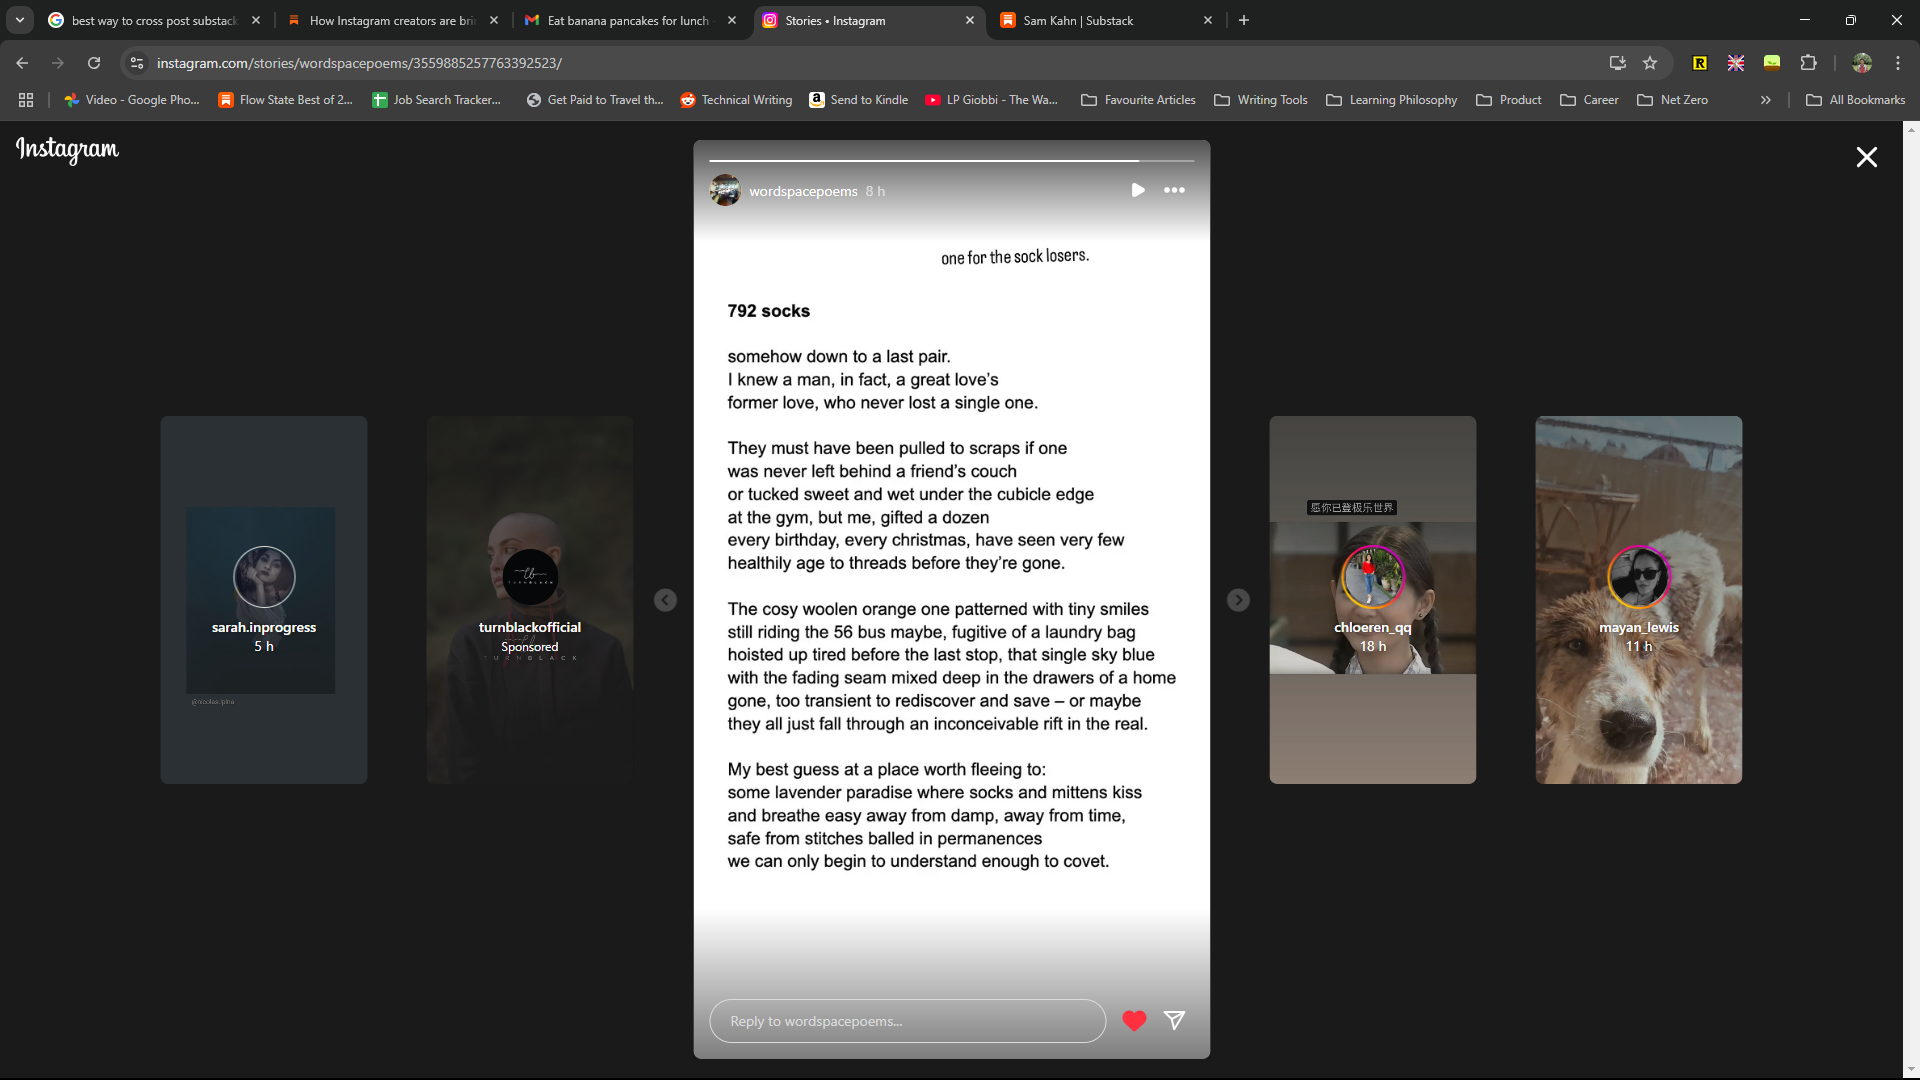 best way to cross post substack
How Instagram creators are bri
Eat banana pancakes for lunch
Stories • Instagram
Sam Kahn | Substack
instagram.com/stories/wordspacepoems/3559885257763392523/
Video - Google Pho...
Flow State Best of 2...
Job Search Tracker...
Get Paid to Travel th...
Technical Writing
Send to Kindle
LP Giobbi - The Wa...
Favourite Articles
Writing Tools
Learning Philosophy
Product
Career
Net Zero
All Bookmarks
Instagram
wordspacepoems 8 h
one for the sock losers.
792 socks
somehow down to a last pair.
I knew a man, in fact, a great love's
former love, who never lost a single one.
They must have been pulled to scraps if one
was never left behind a friend's couch
or tucked sweet and wet under the cubicle edge
at the gym, but me, gifted a dozen
every birthday, every christmas, have seen very few
healthily age to threads before they're gone.
The cosy woolen orange one patterned with tiny smiles
still riding the 56 bus maybe, fugitive of a laundry bag
hoisted up tired before the last stop, that single sky blue
with the fading seam mixed deep in the drawers of a home
gone, too transient to rediscover and save – or maybe
they all just fall through an inconceivable rift in the real.
My best guess at a place worth fleeing to:
some lavender paradise where socks and mittens kiss
and breathe easy away from damp, away from time,
safe from stitches balled in permanences
we can only begin to understand enough to covet.
Reply to wordspacepoems...
sarah.inprogress
5 h
turnblackofficial
Sponsored
TURNBLACK
愿你已登极乐世界
chloeren_qq
18 h
mayan_lewis
11 h